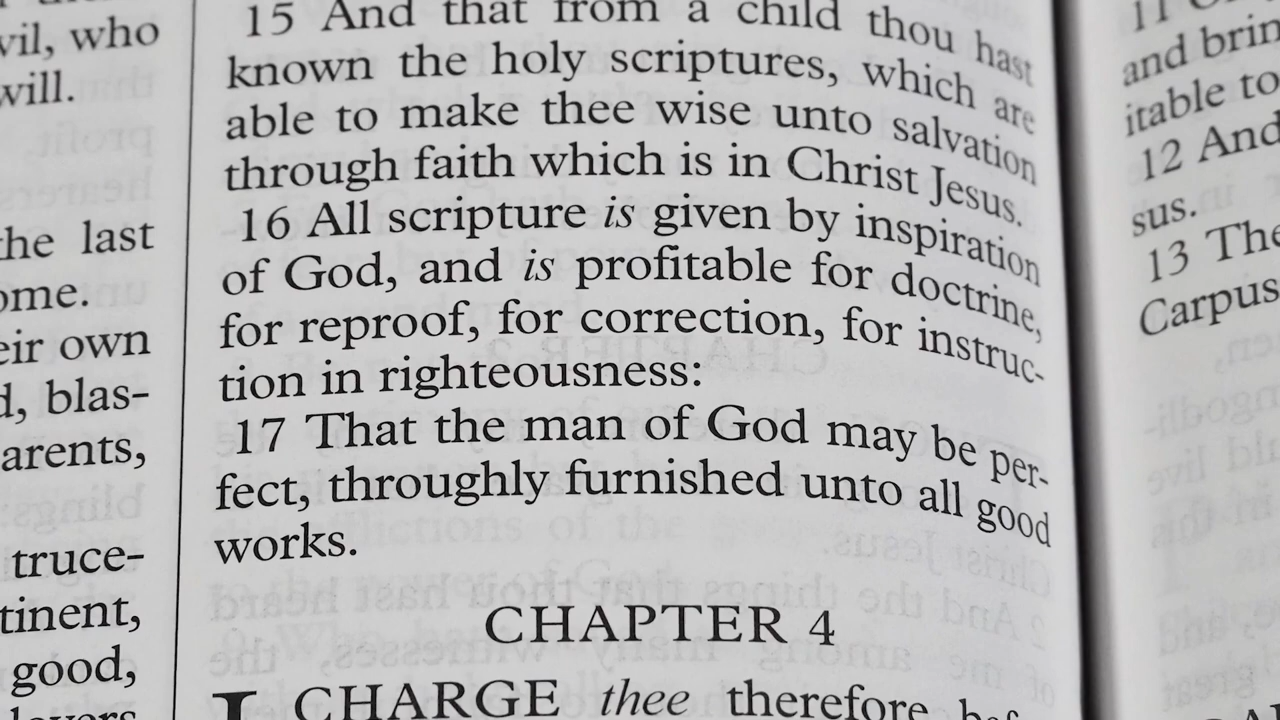 vil, who
will.
the last
ome.
eir own
d, blas-
arents,
truce-
tinent,
good,
lovers
15 And that from a child thou hast
known the holy scriptures, which are
able to make thee wise unto salvation
through faith which is in Christ Jesus.
16 All scripture is given by inspiration
of God, and is profitable for doctrine,
for reproof, for correction, for instruc-
tion in righteousness:
17 That the man of God may be per-
fect, throughly furnished unto all good
works.
CHAPTER 4
I CHARGE thee therefore bef
11
and brin
itable to
12 And
sus.
13 The
Carpus